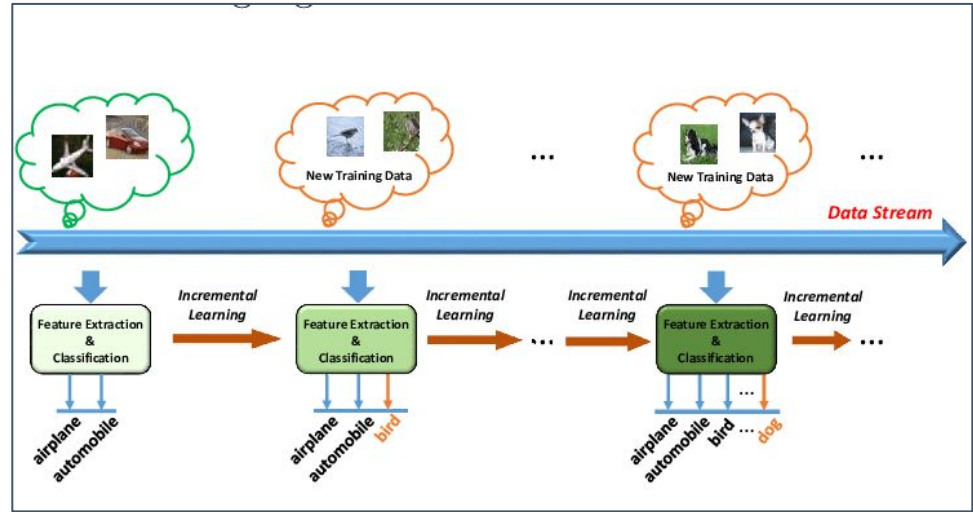 New Training Data
...
New Training Data
...
Data Stream
Feature Extraction
&
Classification
Incremental
Learning
Feature Extraction
&
Classification
Incremental
Learning
...
Incremental
Learning
Feature Extraction
&
Classification
Incremental
Learning
...
airplane
automobile
airplane
automobile
bird
...
airplane
automobile
bird
...
dog